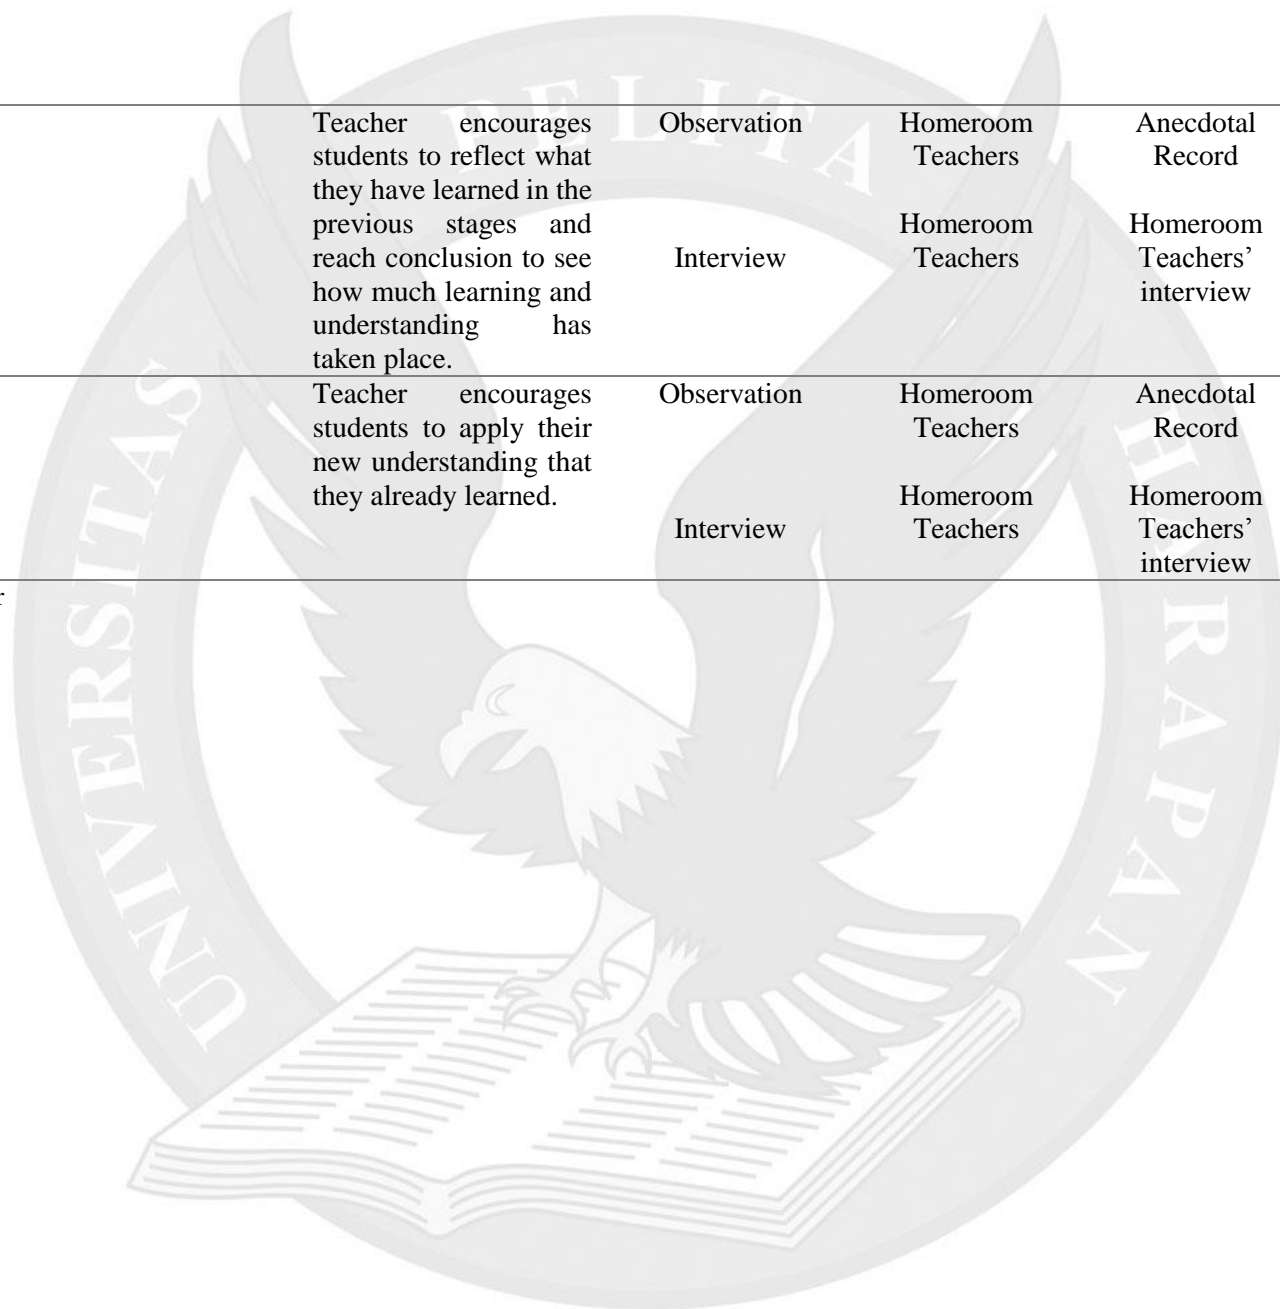 UNIVERSITAS PELITA HARAPAN
Teacher encourages Observation Homeroom Anecdotal
students to reflect what Teachers Record
they have learned in the
previous stages and Homeroom Homeroom
reach conclusion to see Interview Teachers Teachers’
how much learning and interview
understanding has
taken place.
Teacher encourages Observation Homeroom Anecdotal
students to apply their Teachers Record
new understanding that
they already learned. Homeroom Homeroom
Interview Teachers Teachers’
interview
r